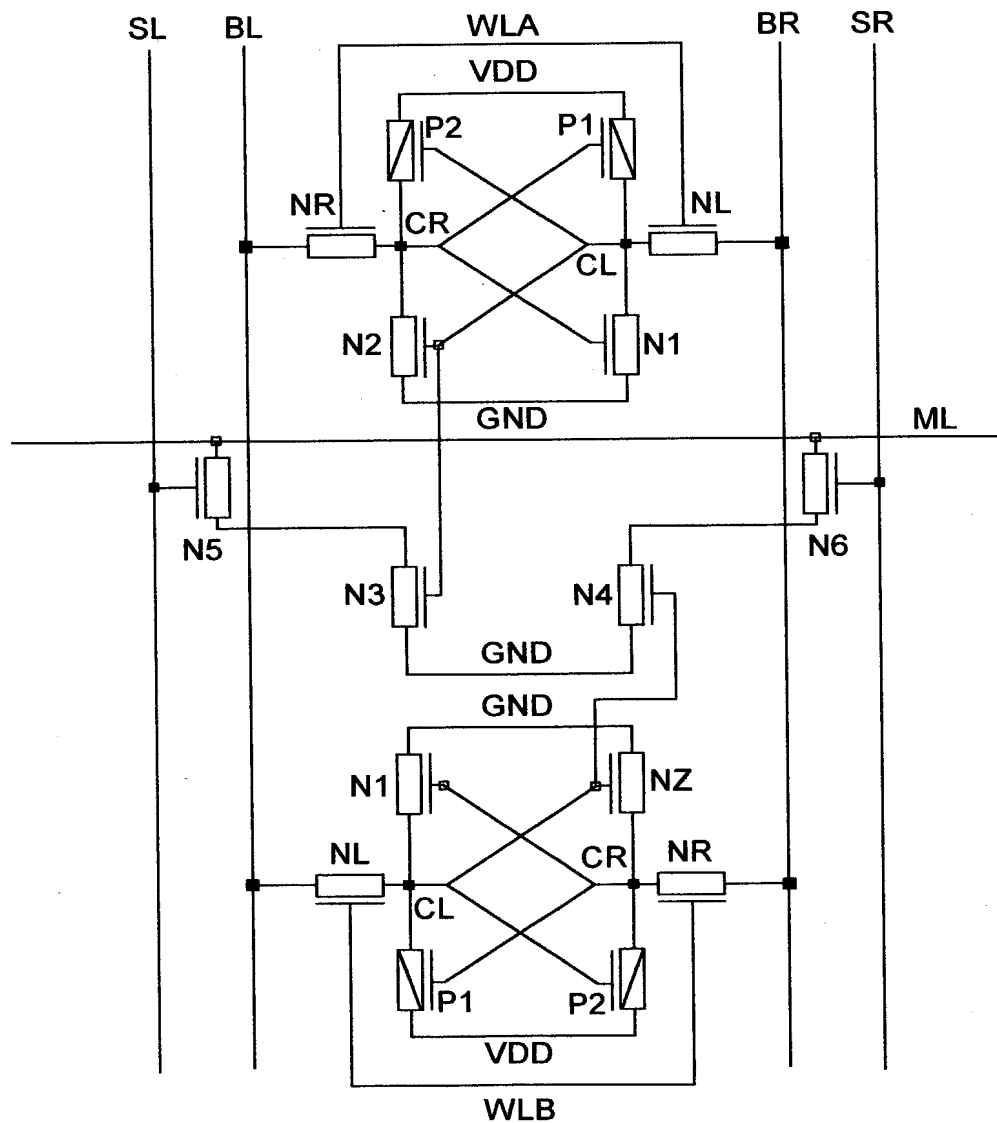 SL BL WLA BR SR
VDD
P2 P1
NR NL
CR
CL
N2 N1
GND
ML
N5 N6
N3 N4
GND
GND
N1 NZ
NL CR NR
CL
P1 P2
VDD
WLB